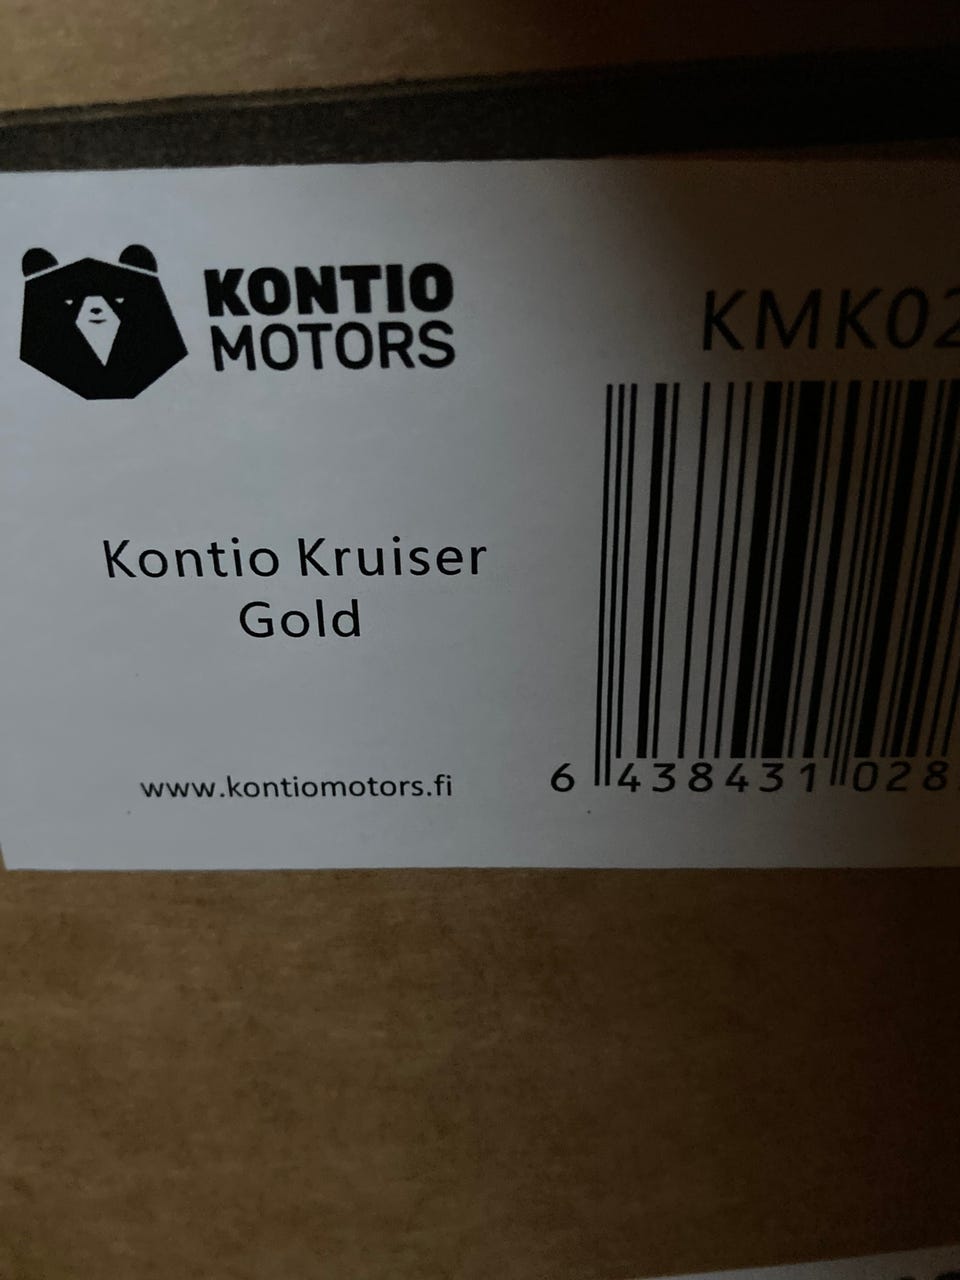 KONTIO
MOTORS
KMK02
Kontio Kruiser
Gold
www.kontiomotors.fi
6 438431 028